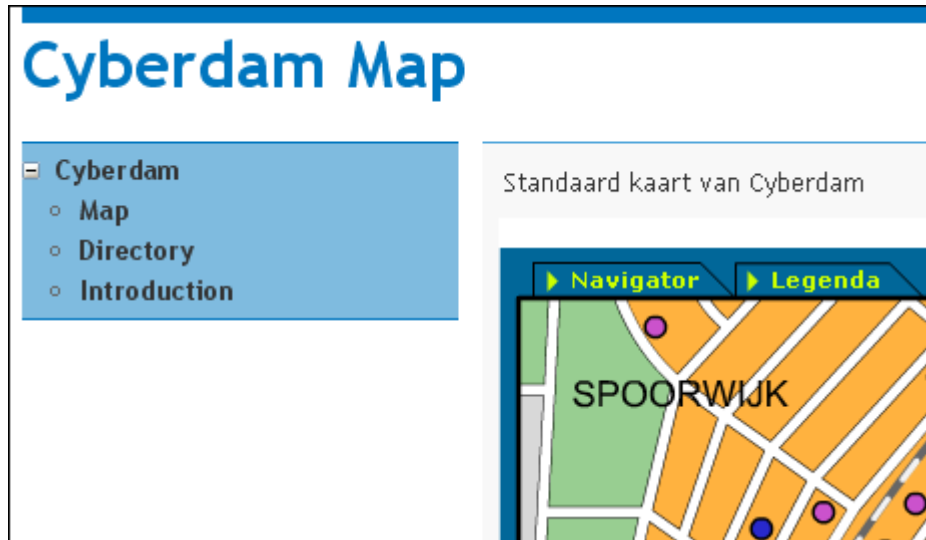 Cyberdam Map
Cyberdam
Map
Directory
Introduction
Standaard kaart van Cyberdam
Navigator
Legenda
SPOORWIJK